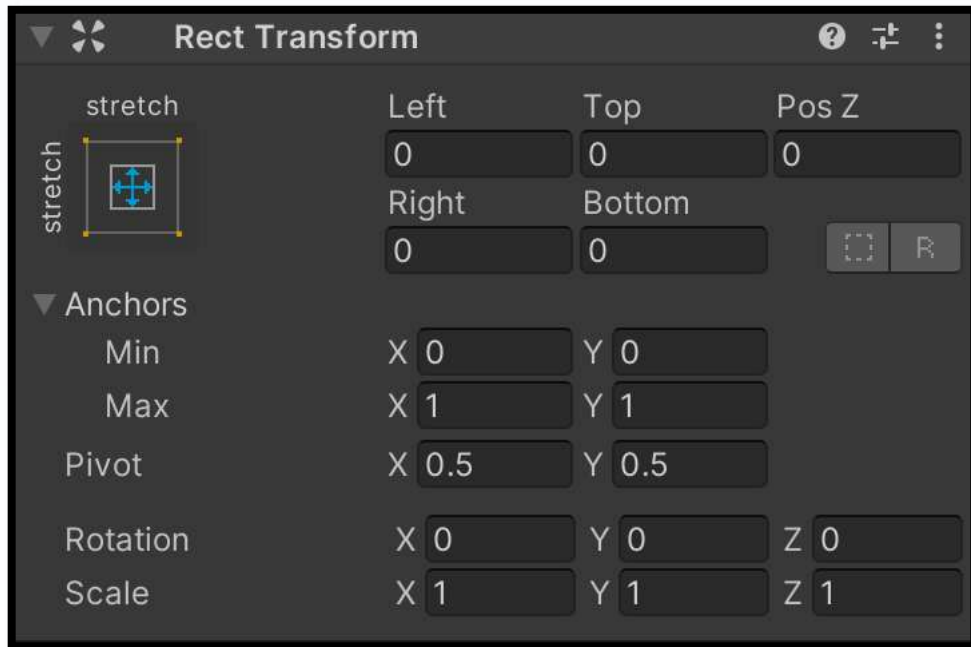 Rect Transform
stretch
stretch
Left Top Pos Z
0 0 0
Right Bottom
0 0
R
Anchors
Min X 0 Y 0
Max X 1 Y 1
Pivot X 0.5 Y 0.5
Rotation X 0 Y 0 Z 0
Scale X 1 Y 1 Z 1